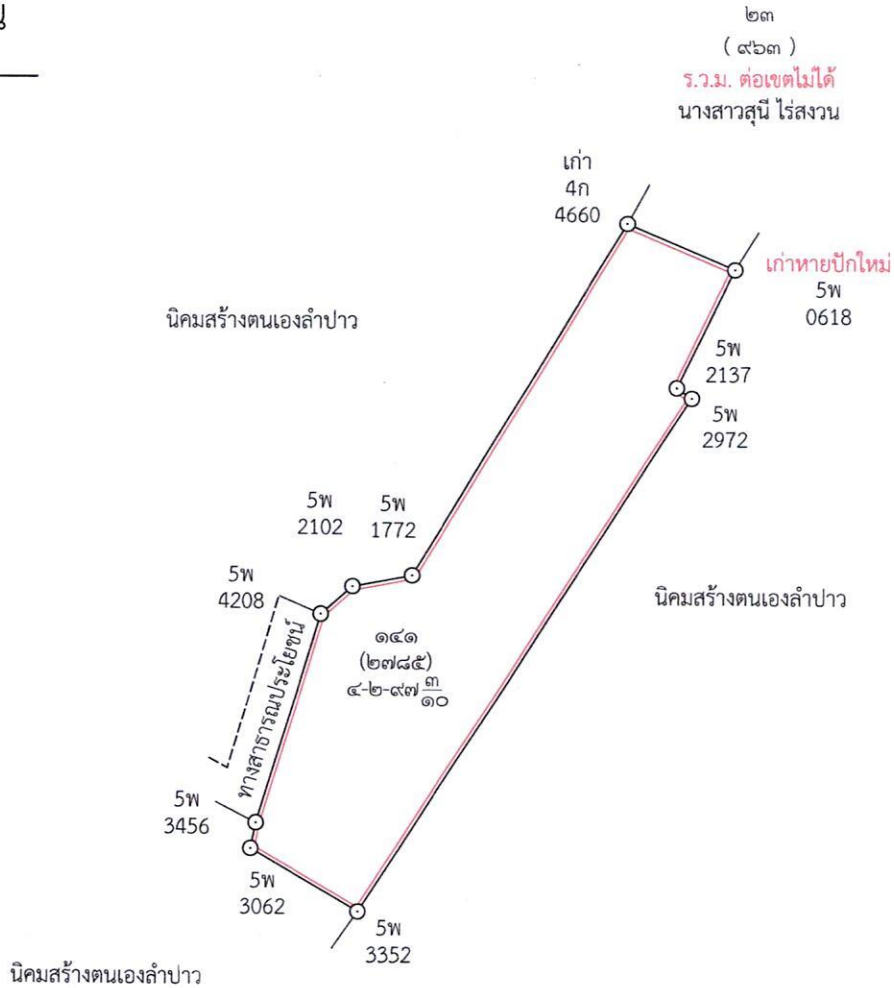 ๒๓
( ๙๖๓ )
ร.ว.ม. ต่อเขตไม่ได้
นางสาวสุนี ไร่สงวน
เก่า
4ก
4660
เก่าหายปักใหม่
5พ
0618
นิคมสร้างตนเองลำปาว
5พ
2137
5พ
2972
5พ
2102
5พ
1772
5พ
4208
นิคมสร้างตนเองลำปาว
๑๔๑
(๒๗๘๕)
๔-๒-๙๗ ๓/๑๐
ทางสาธารณประโยชน์
5พ
3456
5พ
3062
5พ
3352
นิคมสร้างตนเองลำปาว